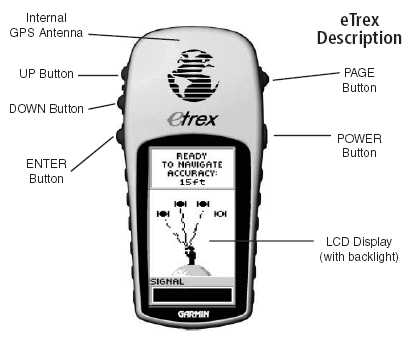 eTrex
Description
Internal
GPS Antenna
UP Button
DOWN Button
ENTER
Button
PAGE
Button
POWER
Button
LCD Display
(with backlight)
etrex
READY
TO NAVIGATE
ACCURACY:
15ft
SIGNAL
GARMIN